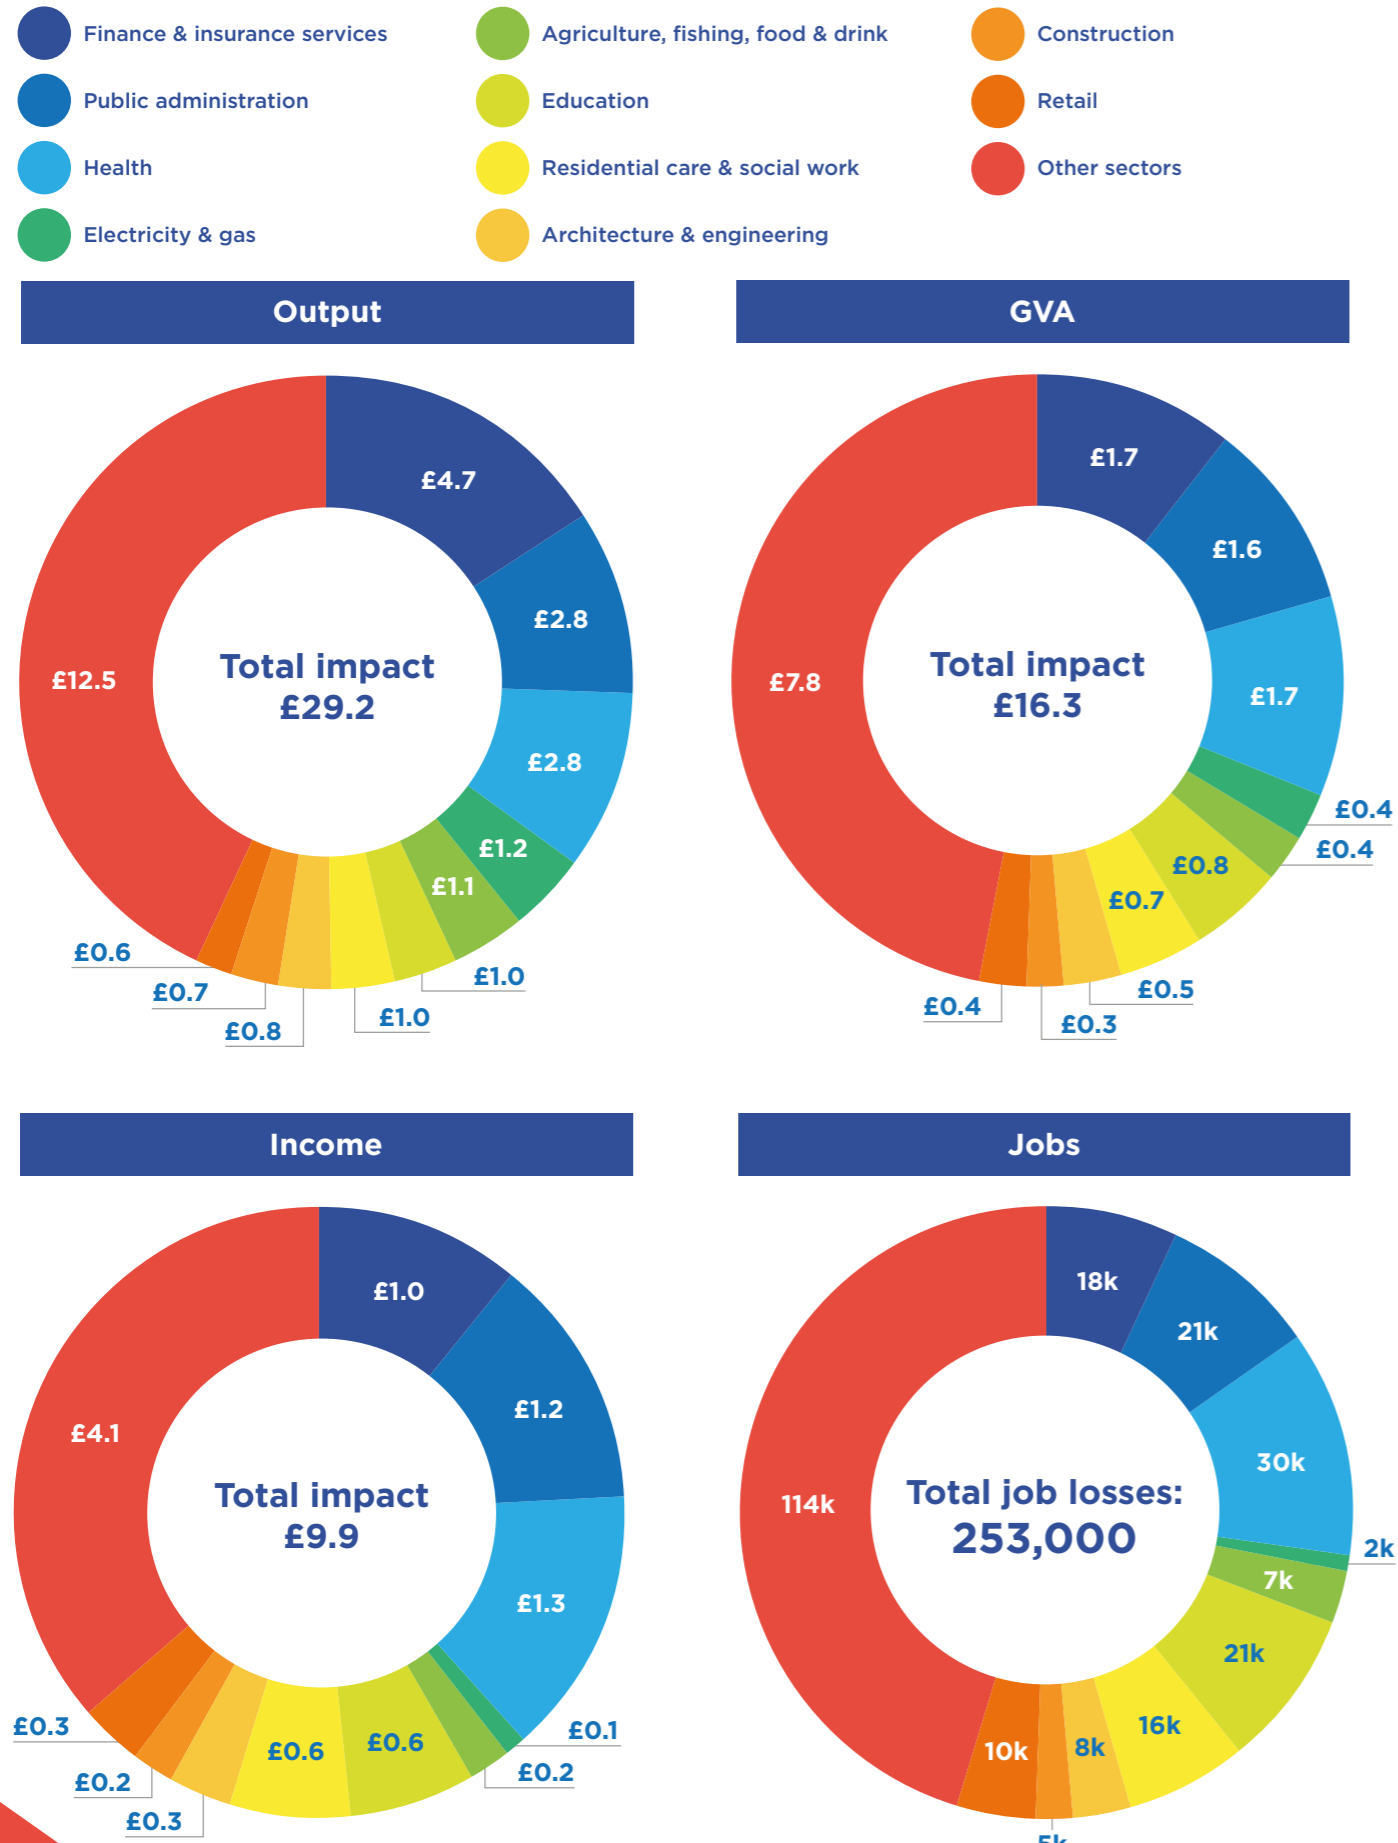 Finance & insurance services
Public administration
Health
Electricity & gas
Agriculture, fishing, food & drink
Education
Residential care & social work
Architecture & engineering
Construction
Retail
Other sectors
Output
£4.7
£2.8
£2.8
£1.2
£1.1
£1.0
£1.0
£0.8
£0.7
£0.6
£12.5
Total impact
£29.2
GVA
£1.7
£1.6
£1.7
£0.4
£0.4
£0.8
£0.7
£0.5
£0.3
£0.4
£7.8
Total impact
£16.3
Income
£1.0
£1.2
£1.3
£0.1
£0.2
£0.6
£0.6
£0.3
£0.2
£0.3
£4.1
Total impact
£9.9
Jobs
18k
21k
30k
2k
7k
21k
16k
8k
5k
10k
114k
Total job losses:
253,000